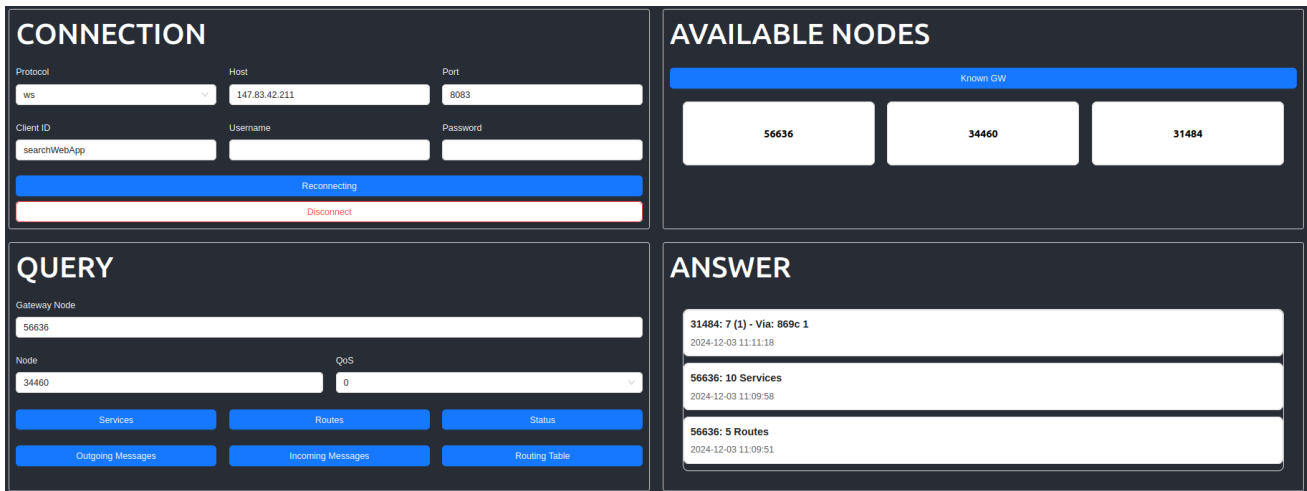 CONNECTION
Protocol Host Port
ws 147.83.42.211 8083
Client ID Username Password
searchWebApp
Reconnecting
Disconnect
AVAILABLE NODES
Known GW
56636 34460 31484
QUERY
Gateway Node
56636
Node QoS
34460 0
Services Routes Status
Outgoing Messages Incoming Messages Routing Table
ANSWER
31484: 7 (1) - Via: 869c 1
2024-12-03 11:11:18
56636: 10 Services
2024-12-03 11:09:58
56636: 5 Routes
2024-12-03 11:09:51